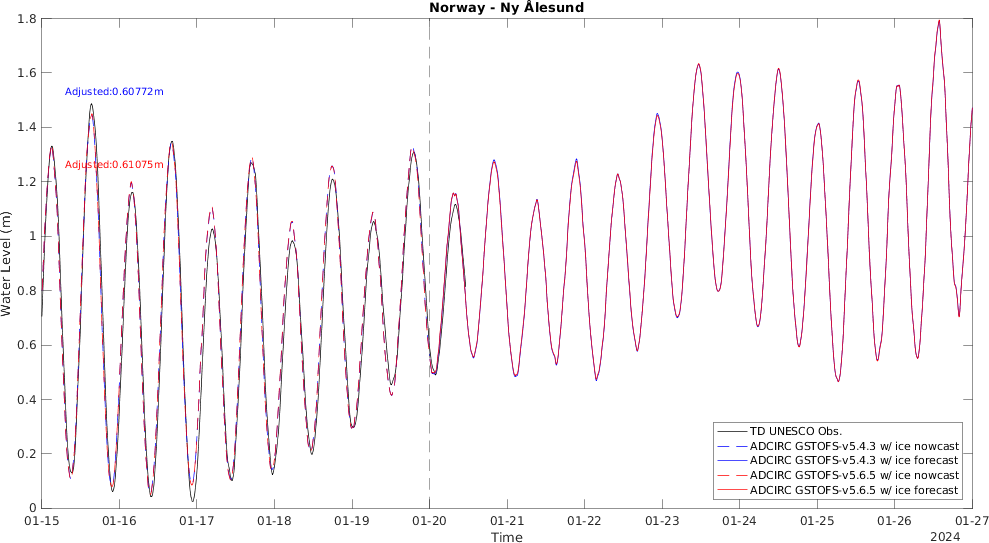 Norway - Ny Ålesund
Water Level (m)
1.8
1.6
1.4
1.2
1
0.8
0.6
0.4
0.2
0
Adjusted:0.60772m
Adjusted:0.61075m
TD UNESCO Obs.
ADCIRC GSTOFS-v5.4.3 w/ ice nowcast
ADCIRC GSTOFS-v5.4.3 w/ ice forecast
ADCIRC GSTOFS-v5.6.5 w/ ice nowcast
ADCIRC GSTOFS-v5.6.5 w/ ice forecast
01-15 01-16 01-17 01-18 01-19 01-20 01-21 01-22 01-23 01-24 01-25 01-26 01-27
Time
2024